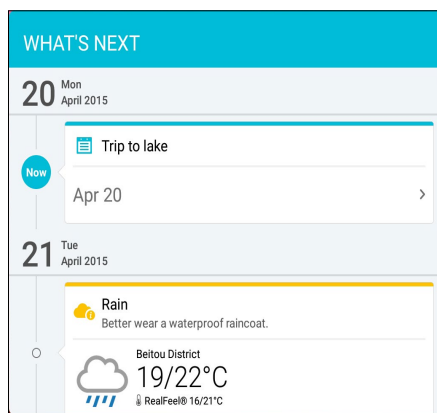 WHAT'S NEXT
20 Mon
April 2015
Trip to lake
Now
Apr 20
21 Tue
April 2015
Rain
Better wear a waterproof raincoat.
Beitou District
19/22°C
RealFeel® 16/21°C